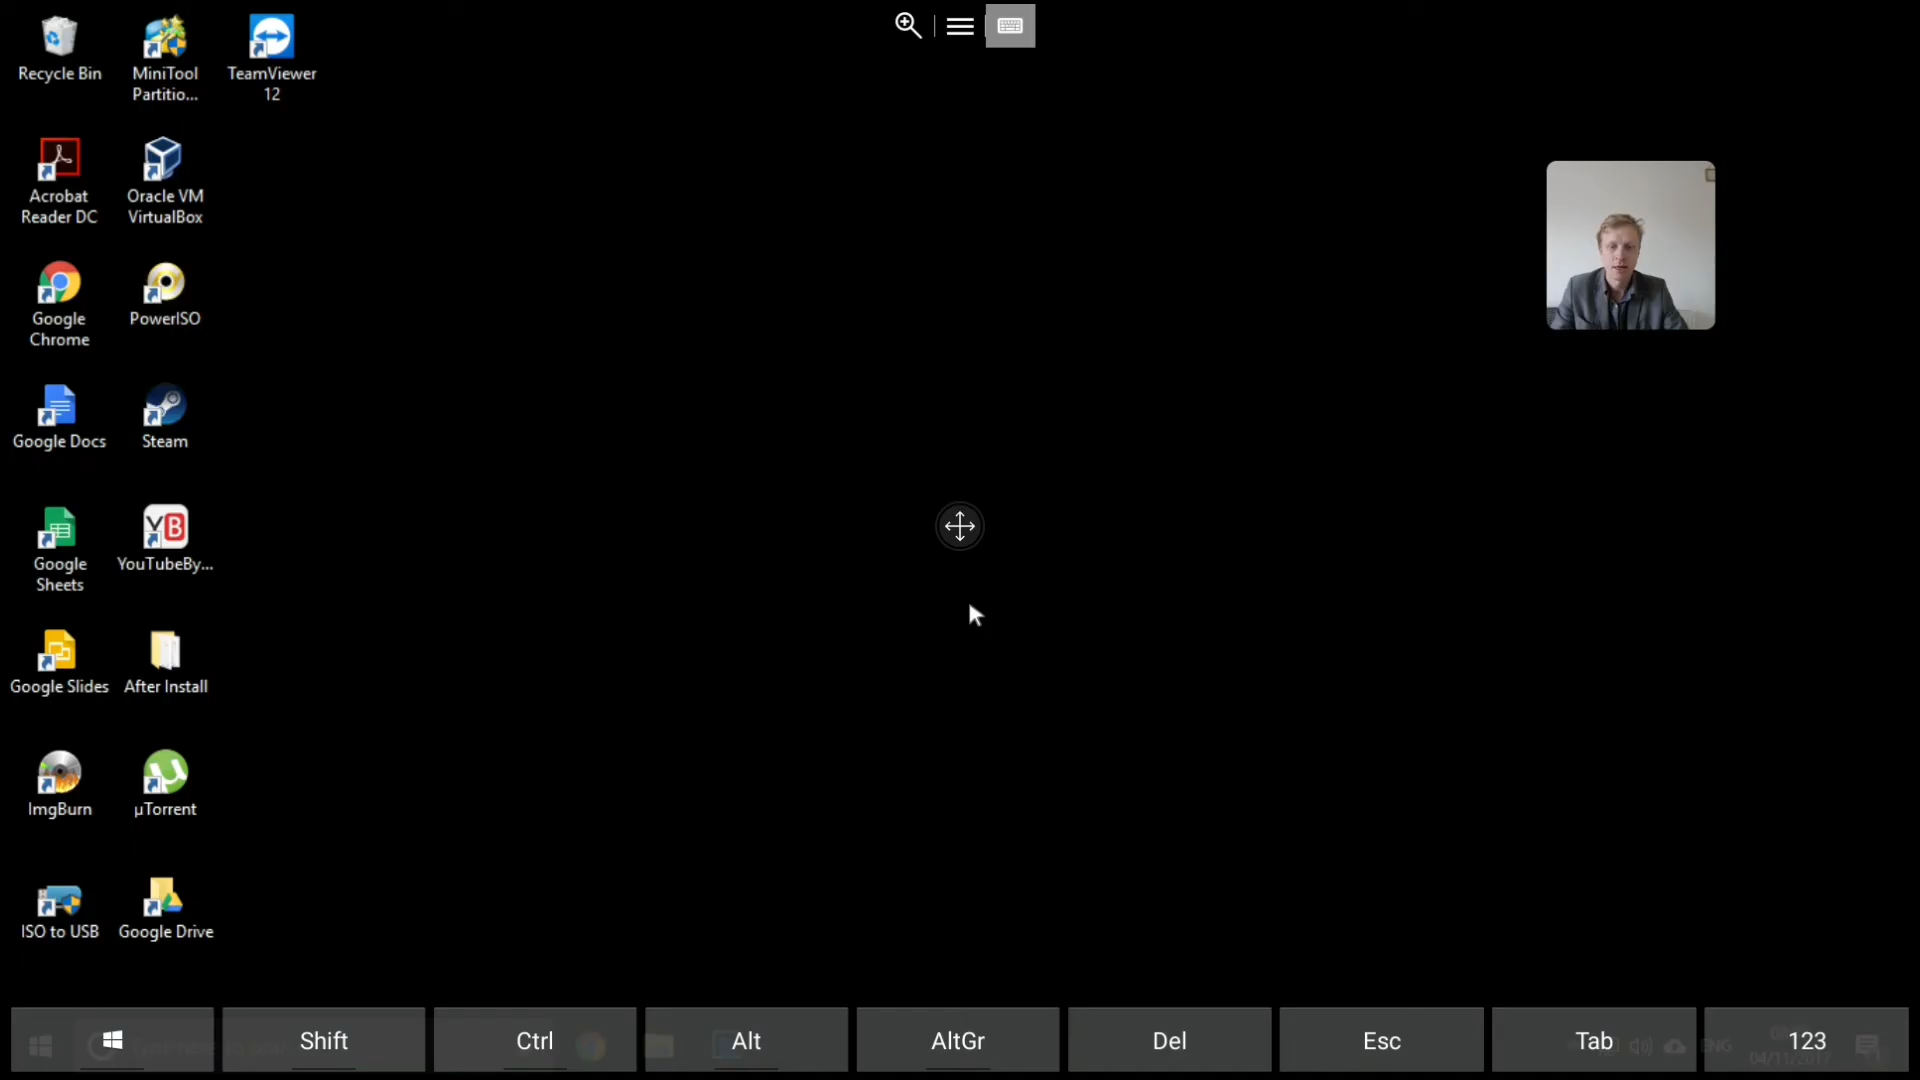 Recycle Bin
MiniTool
Partitio...
TeamViewer
12
Acrobat
Reader DC
Oracle VM
VirtualBox
Google
Chrome
PowerISO
Google Docs
Steam
Google
Sheets
YouTubeBy...
Google Slides
After Install
ImgBurn
µTorrent
ISO to USB
Google Drive
Shift
Ctrl
Alt
AltGr
Del
Esc
Tab
123
ENG